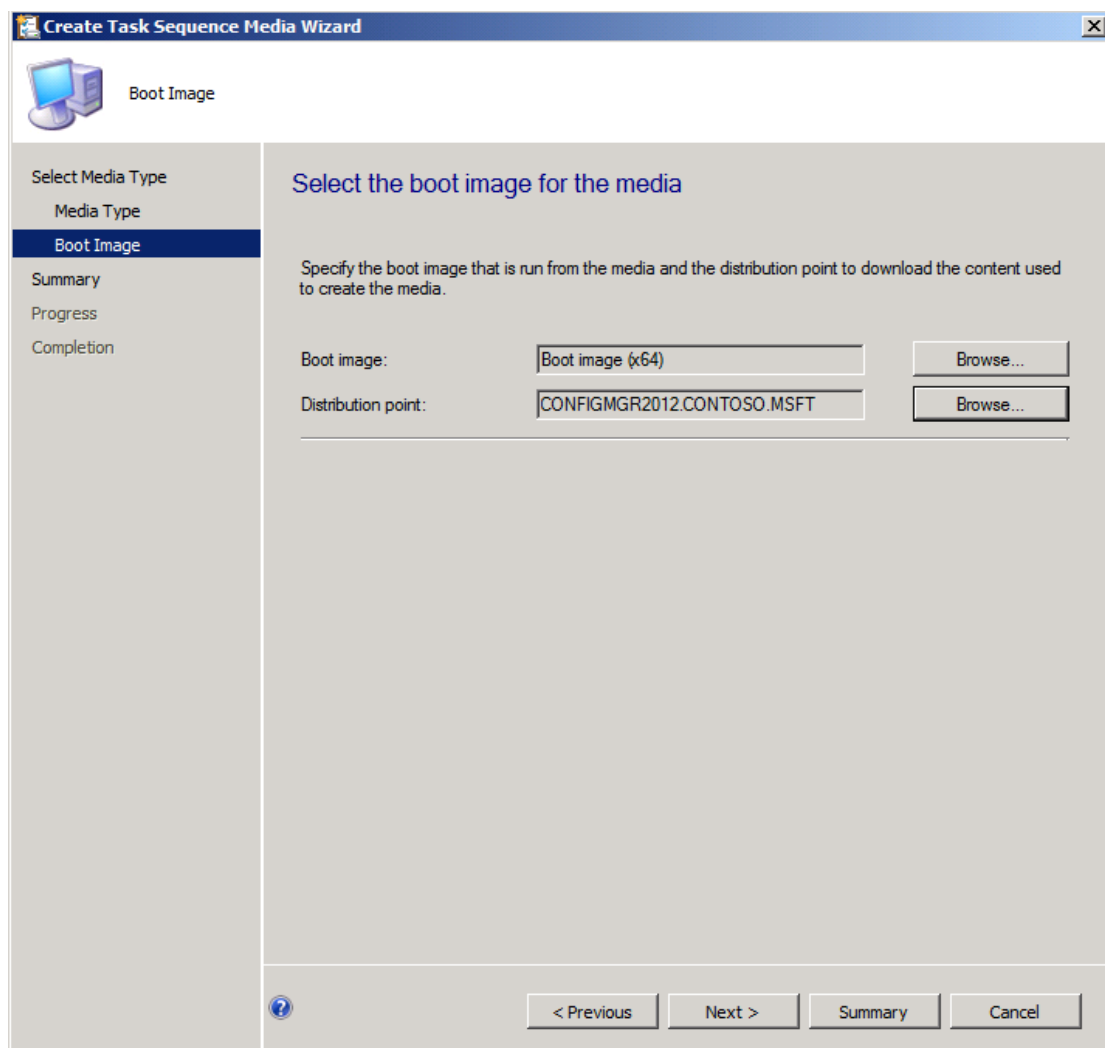 Create Task Sequence Media Wizard
Boot Image
Select Media Type
Media Type
Boot Image
Summary
Progress
Completion
Select the boot image for the media
Specify the boot image that is run from the media and the distribution point to download the content used
to create the media.
Boot image:
Boot image (x64)
Browse...
Distribution point:
CONFIGMGR2012.CONTOSO.MSFT
Browse...
< Previous
Next >
Summary
Cancel